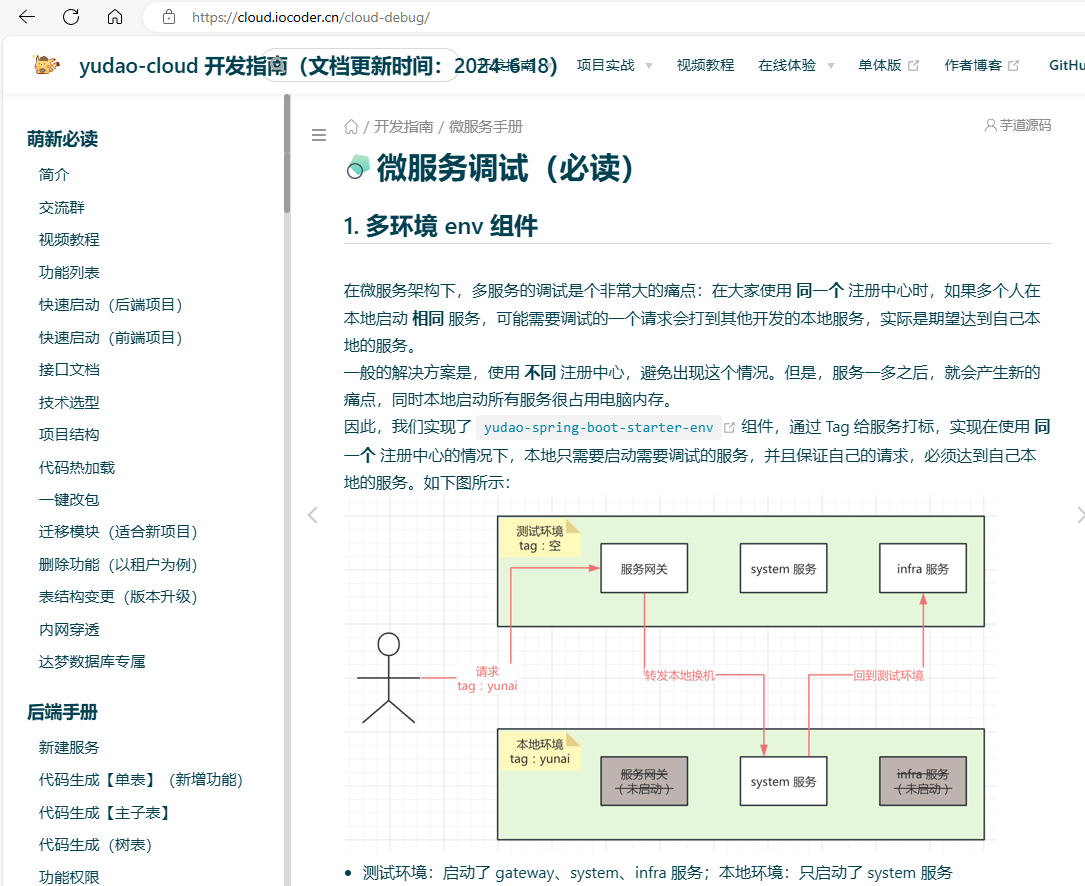 https://cloud.iocoder.cn/cloud-debug/
yudao-cloud 开发指南（文档更新时间：2024-6-18）
项目实战
视频教程
在线体验
单体版
作者博客
GitHu
萌新必读
简介
交流群
视频教程
功能列表
快速启动（后端项目）
快速启动（前端项目）
接口文档
技术选型
项目结构
代码热加载
一键改包
迁移模块（适合新项目）
删除功能（以租户为例）
表结构变更（版本升级）
内网穿透
达梦数据库专属
后端手册
新建服务
代码生成【单表】（新增功能）
代码生成【主子表】
代码生成（树表）
功能权限
/ 开发指南 / 微服务手册
芋道源码
微服务调试（必读）
1. 多环境 env 组件
在微服务架构下，多服务的调试是个非常大的痛点：在大家使用 同一个 注册中心时，如果多个人在
本地启动 相同 服务，可能需要调试的一个请求会打到其他开发的本地服务，实际是期望达到自己本
地的服务。
一般的解决方案是，使用 不同 注册中心，避免出现这个情况。但是，服务一多之后，就会产生新的
痛点，同时本地启动所有服务很占用电脑内存。
因此，我们实现了 yudao-spring-boot-starter-env 组件，通过 Tag 给服务打标，实现在使用 同
一个 注册中心的情况下，本地只需要启动需要调试的服务，并且保证自己的请求，必须达到自己本
地的服务。如下图所示：
测试环境
tag：空
服务网关
system 服务
infra 服务
请求
tag：yunai
转发本地换机
回到测试环境
本地环境
tag：yunai
服务网关
（未启动）
system 服务
infra 服务
（未启动）
• 测试环境：启动了 gateway、system、infra 服务；本地环境：只启动了 system 服务